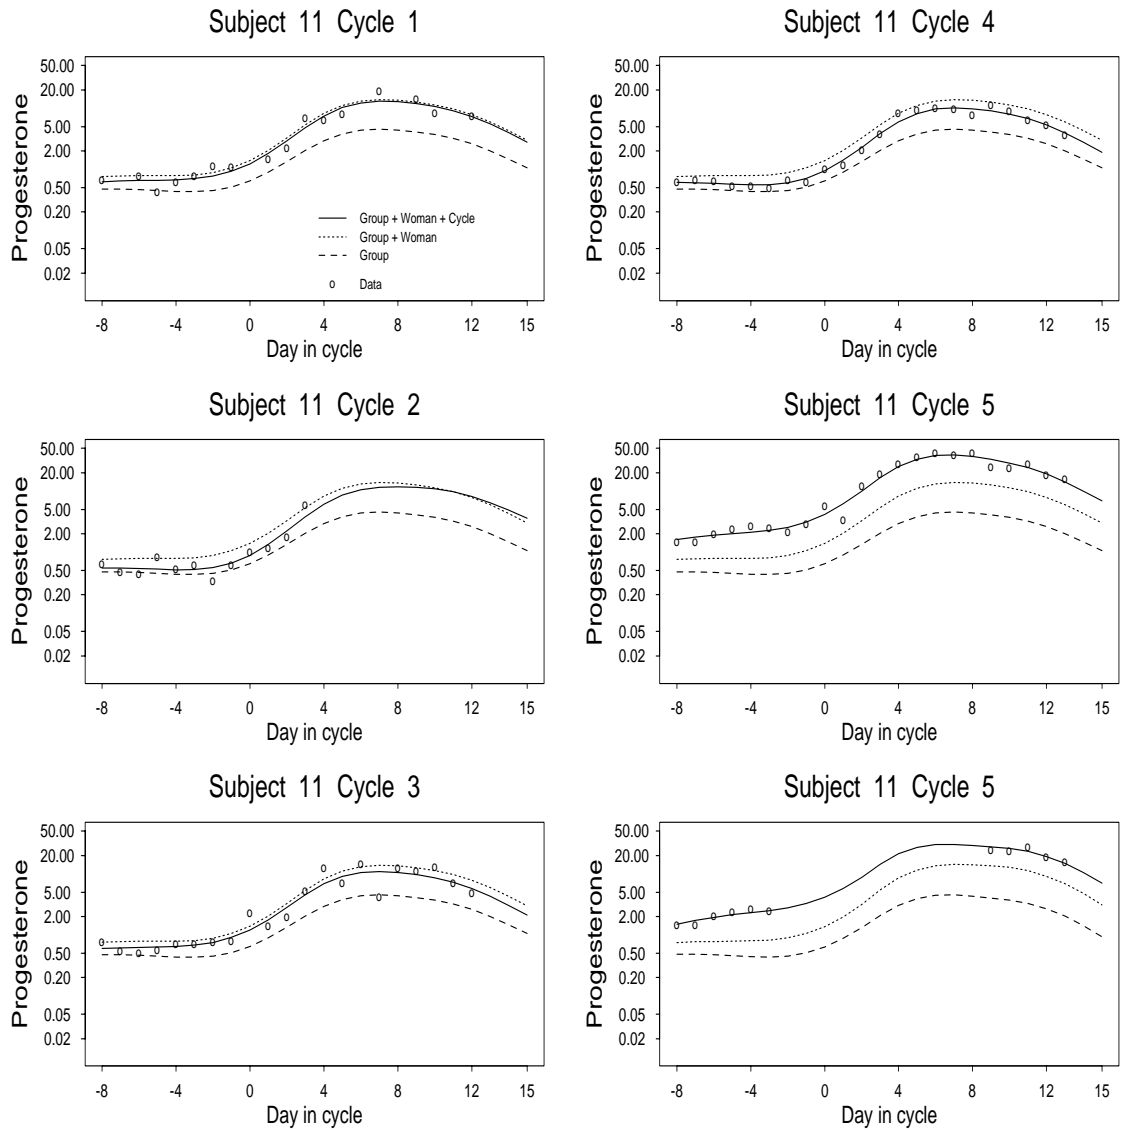 Subject 11 Cycle 1
Progesterone
50.00
20.00
5.00
2.00
0.50
0.20
0.05
0.02
Group + Woman + Cycle
Group + Woman
Group
Data
-8 -4 0 4 8 12 15
Day in cycle
Subject 11 Cycle 4
Progesterone
50.00
20.00
5.00
2.00
0.50
0.20
0.05
0.02
-8 -4 0 4 8 12 15
Day in cycle
Subject 11 Cycle 2
Progesterone
50.00
20.00
5.00
2.00
0.50
0.20
0.05
0.02
-8 -4 0 4 8 12 15
Day in cycle
Subject 11 Cycle 5
Progesterone
50.00
20.00
5.00
2.00
0.50
0.20
0.05
0.02
-8 -4 0 4 8 12 15
Day in cycle
Subject 11 Cycle 3
Progesterone
50.00
20.00
5.00
2.00
0.50
0.20
0.05
0.02
-8 -4 0 4 8 12 15
Day in cycle
Subject 11 Cycle 5
Progesterone
50.00
20.00
5.00
2.00
0.50
0.20
0.05
0.02
-8 -4 0 4 8 12 15
Day in cycle